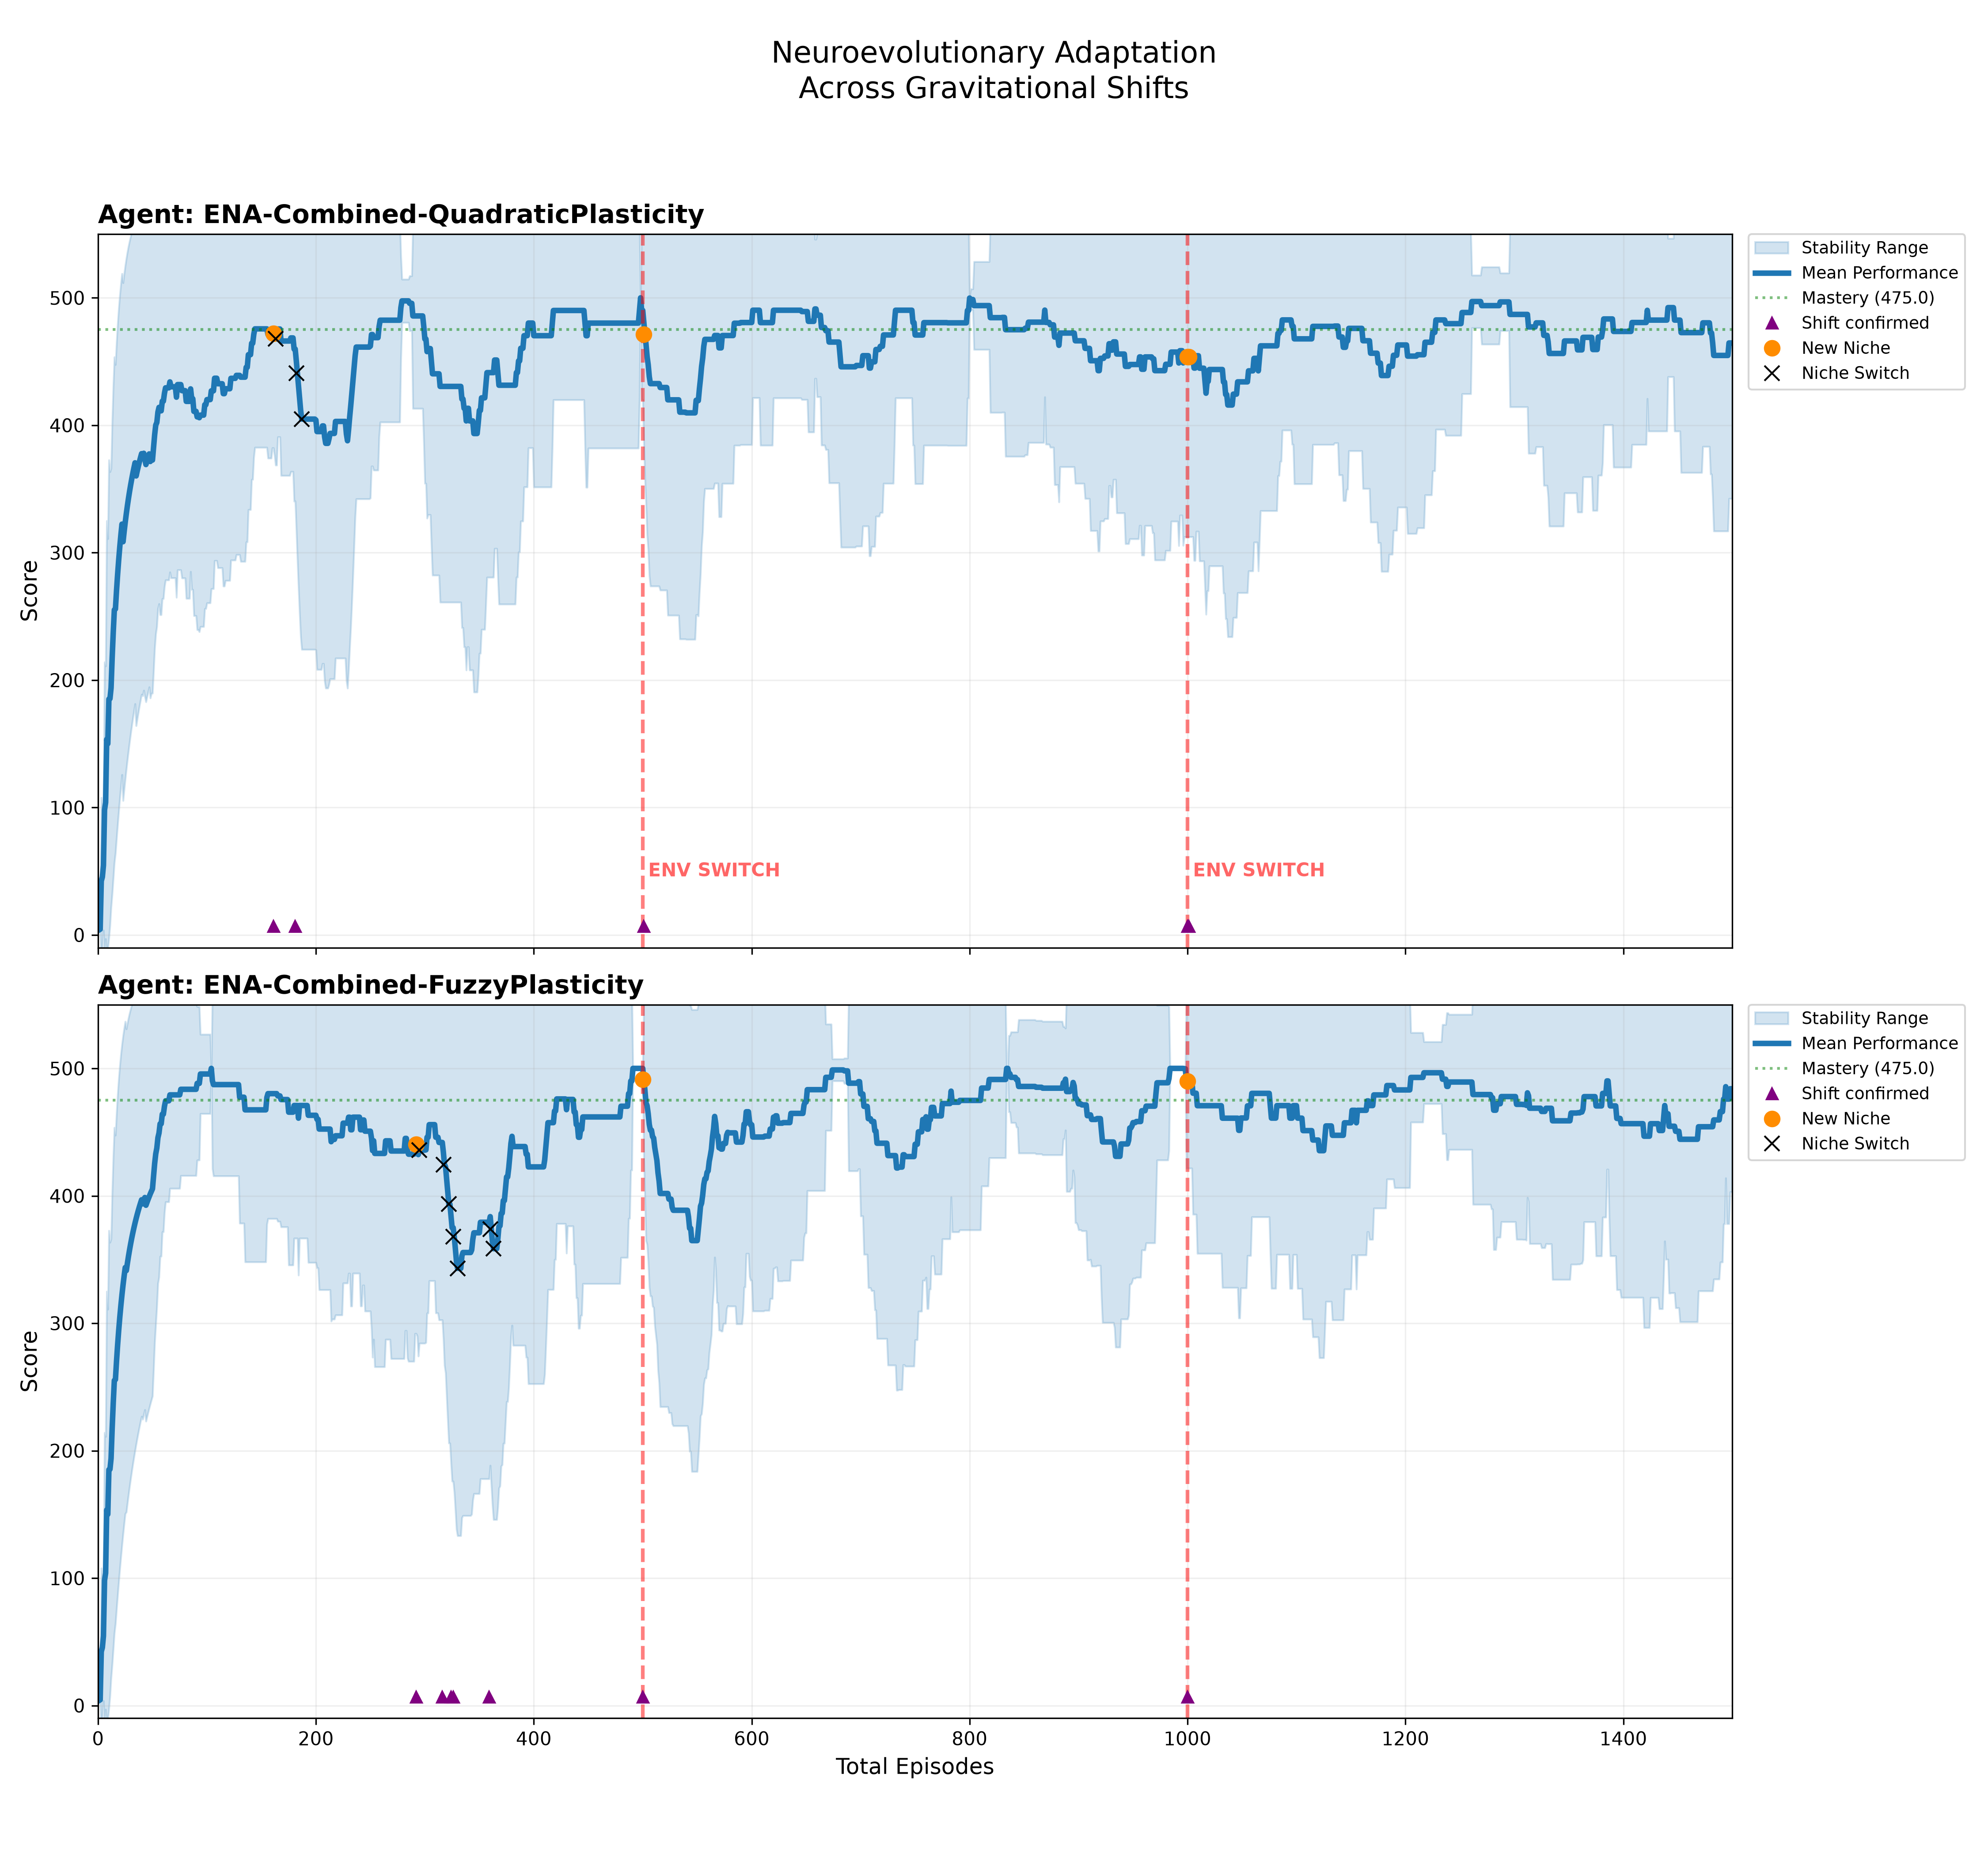 Neuroevolutionary Adaptation
Across Gravitational Shifts
Agent: ENA-Combined-QuadraticPlasticity
Score
500
400
300
200
100
0
ENV SWITCH
ENV SWITCH
Stability Range
Mean Performance
Mastery (475.0)
Shift confirmed
New Niche
Niche Switch
Agent: ENA-Combined-FuzzyPlasticity
Score
500
400
300
200
100
0
Stability Range
Mean Performance
Mastery (475.0)
Shift confirmed
New Niche
Niche Switch
0 200 400 600 800 1000 1200 1400
Total Episodes